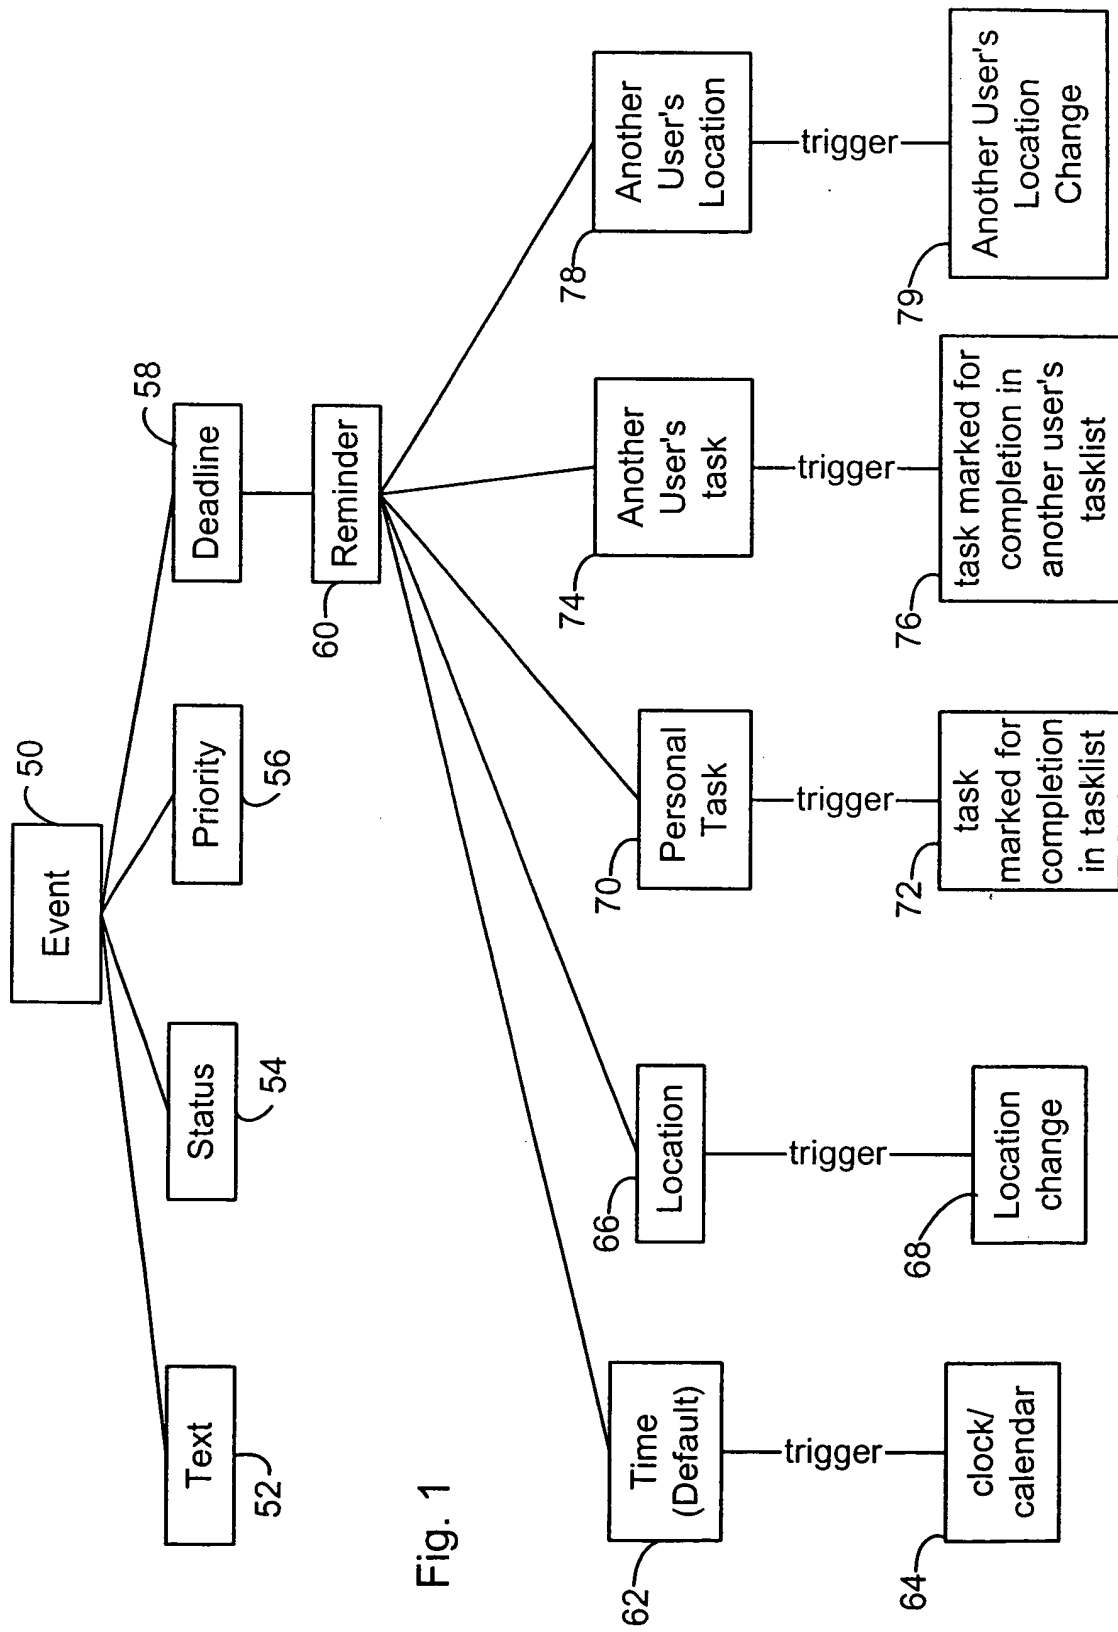 Event
50
Text
52
Status
54
Priority
56
Deadline
58
Reminder
60
Fig. 1
Time
(Default)
62
Location
66
Personal
Task
70
Another
User's
task
74
Another
User's
Location
78
trigger
trigger
trigger
trigger
trigger
clock/
calendar
64
Location
change
68
task
marked for
completion
in tasklist
72
task marked for
completion in
another user's
tasklist
76
Another User's
Location
Change
79